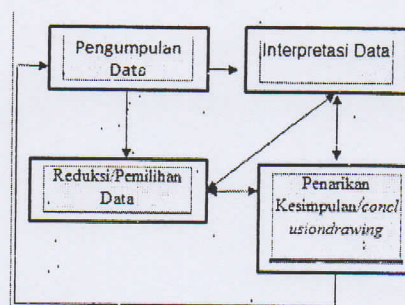 Pengumpulan
Data
Interpretasi Data
Reduksi/Pemilihan
Data
Penarikan
Kesimpulan/concl
usiondrawing